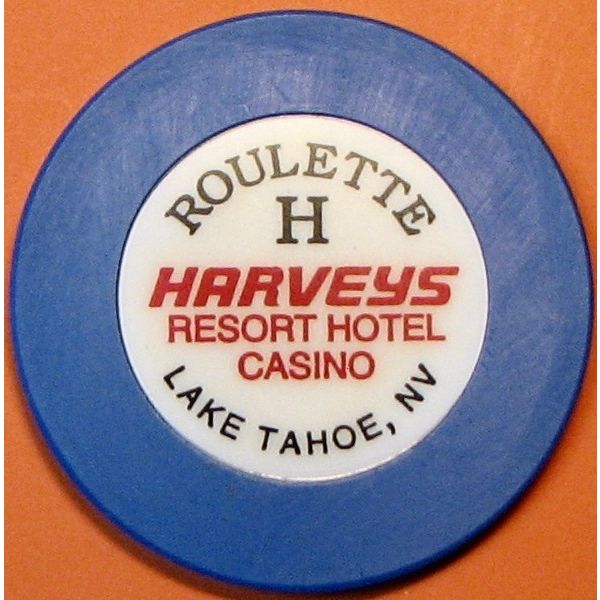 ROULETTE
H
HARVEYS
RESORT HOTEL
CASINO
LAKE TAHOE, NV